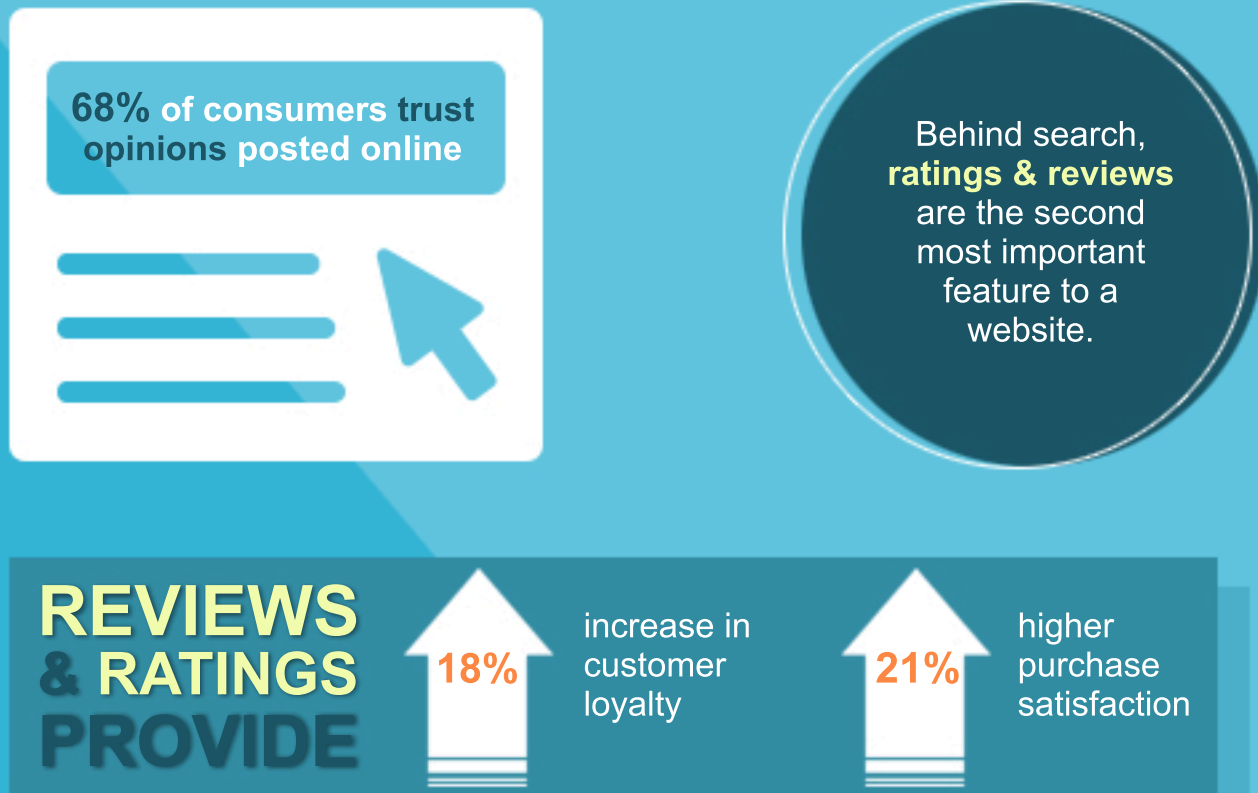 68% of consumers trust
opinions posted online
Behind search,
ratings & reviews
are the second
most important
feature to a
website.
REVIEWS
& RATINGS
PROVIDE
18%
increase in
customer
loyalty
21%
higher
purchase
satisfaction